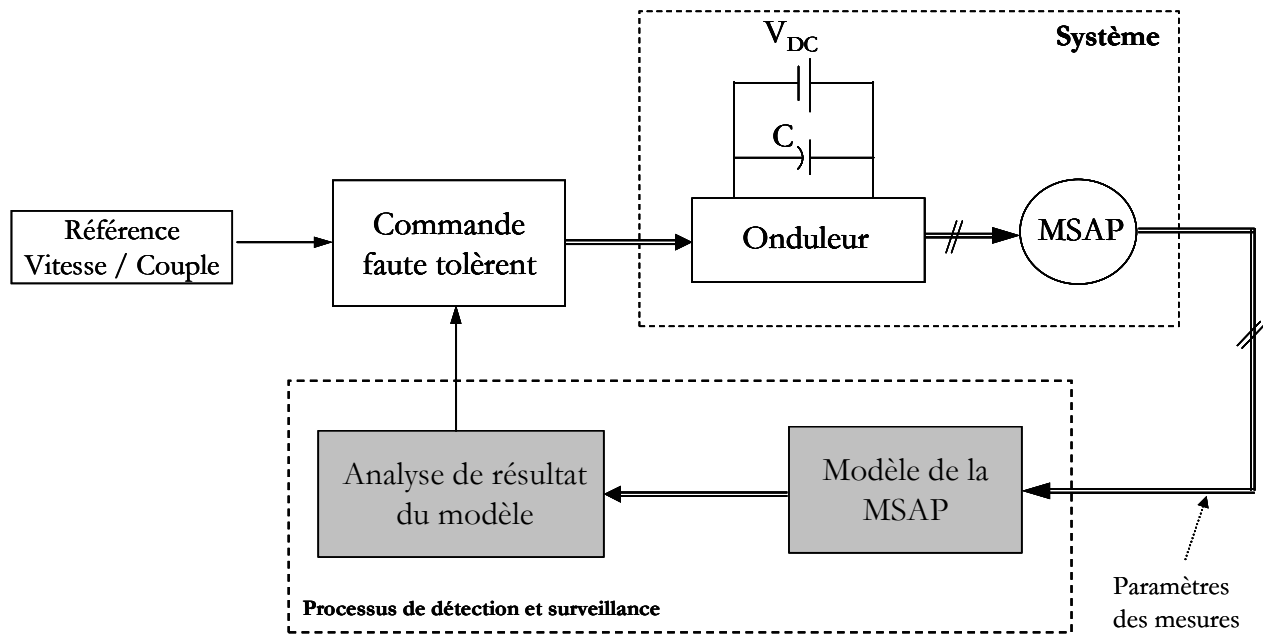 V_DC
Système
C
Référence
Vitesse / Couple
Commande
faute tolèrent
Onduleur
MSAP
Analyse de résultat
du modèle
Modèle de la
MSAP
Processus de détection et surveillance
Paramètres
des mesures